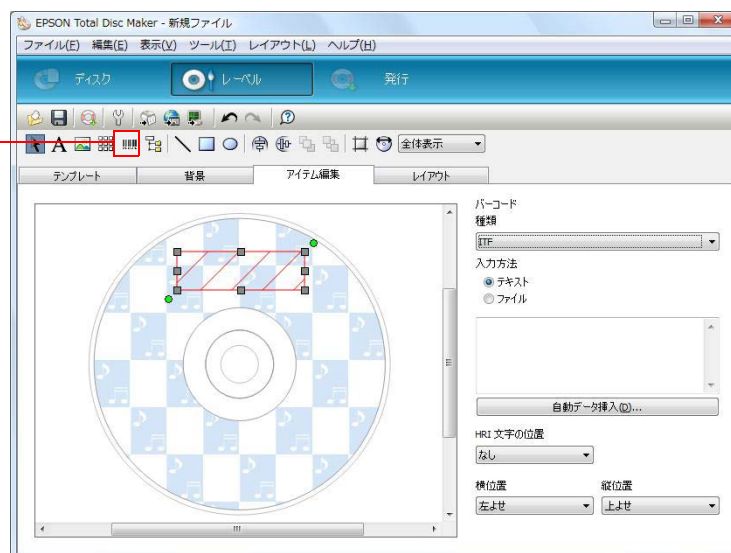 EPSON Total Disc Maker - 新規ファイル
ファイル(F) 編集(E) 表示(V) ツール(T) レイアウト(L) ヘルプ(H)
ディスク レーベル 発行
A 全体表示
テンプレート 背景 アイテム編集 レイアウト
バーコード
種類
ITF
入力方法
テキスト
ファイル
自動データ挿入(D)...
HRI 文字の位置
なし
横位置 縦位置
左よせ 上よせ